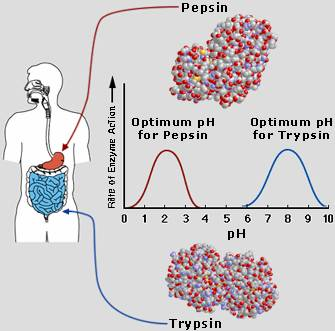 Pepsin
Optimum pH
for Pepsin
Optimum pH
for Trypsin
Rate of Enzyme Action
0 1 2 3 4 5 6 7 8 9 10
pH
Trypsin